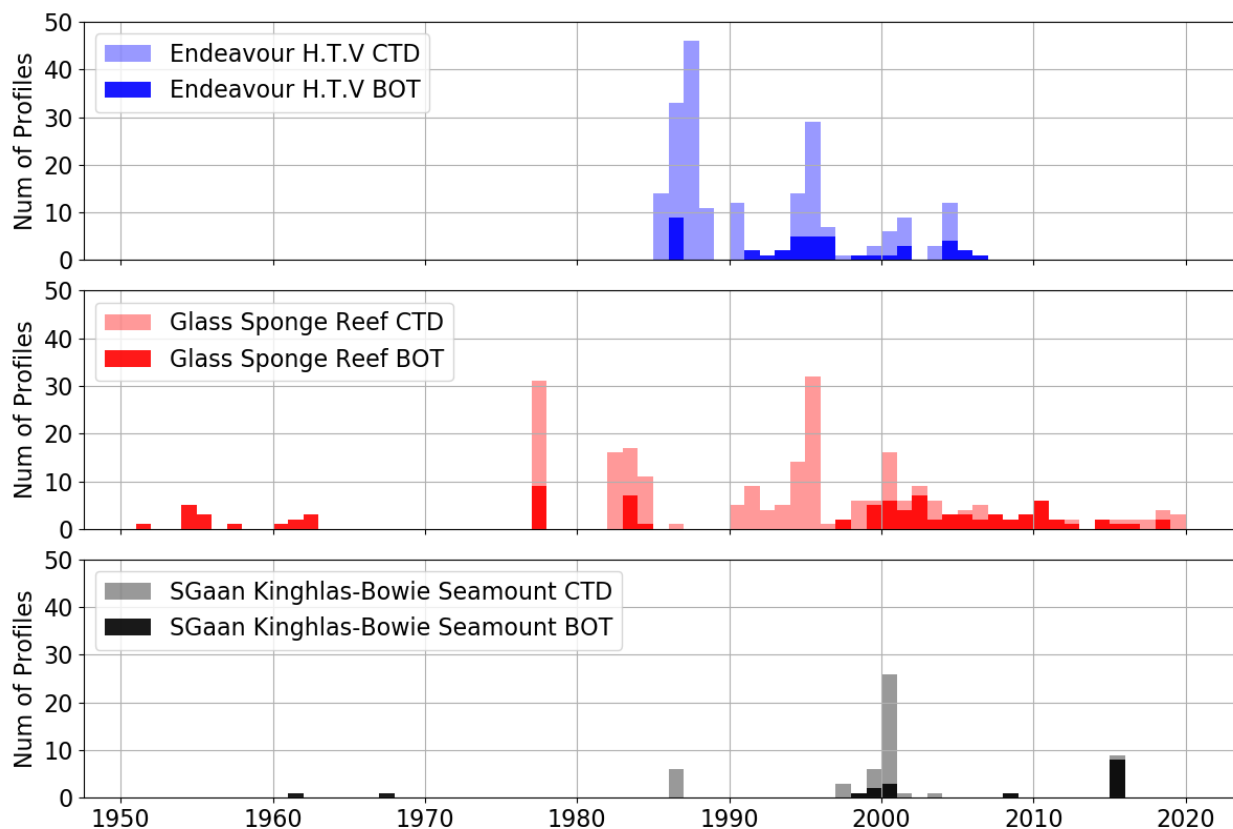 50
40
30
20
10
0
Num of Profiles
Endeavour H.T.V CTD
Endeavour H.T.V BOT
50
40
30
20
10
0
Num of Profiles
Glass Sponge Reef CTD
Glass Sponge Reef BOT
50
40
30
20
10
0
Num of Profiles
SGaan Kinghlas-Bowie Seamount CTD
SGaan Kinghlas-Bowie Seamount BOT
1950 1960 1970 1980 1990 2000 2010 2020